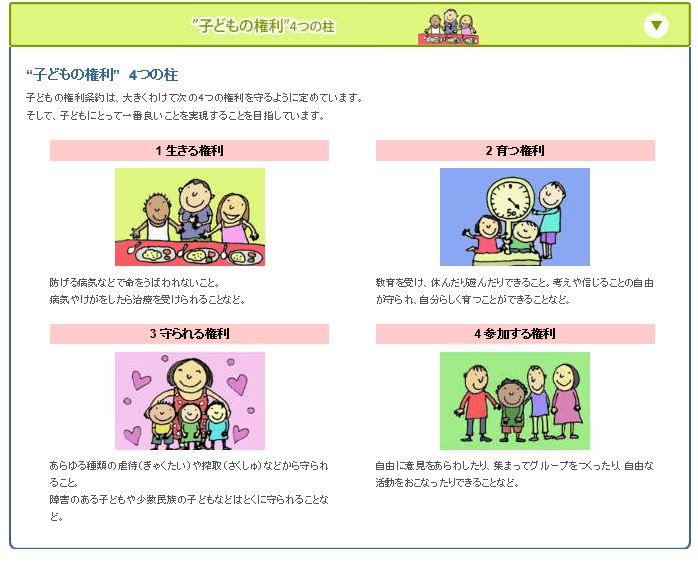 ”子どもの権利”4つの柱
“子どもの権利” 4つの柱
子どもの権利条約は、大きくわけて次の4つの権利を守るように定めています。
そして、子どもにとって一番良いことを実現することを目指しています。
1 生きる権利
防げる病気などで命をうばわれないこと。
病気やけがをしたら治療を受けられることなど。
2 育つ権利
50
教育を受け、休んだり遊んだりできること。考えや信じることの自由
が守られ、自分らしく育つことができることなど。
3 守られる権利
あらゆる種類の虐待（ぎゃくたい）や搾取（さくしゅ）などから守られ
ること。
障害のある子どもや少数民族の子どもなどはとくに守られることな
ど。
4 参加する権利
自由に意見をあらわしたり、集まってグループをつくったり、自由な
活動をおこなったりできることなど。